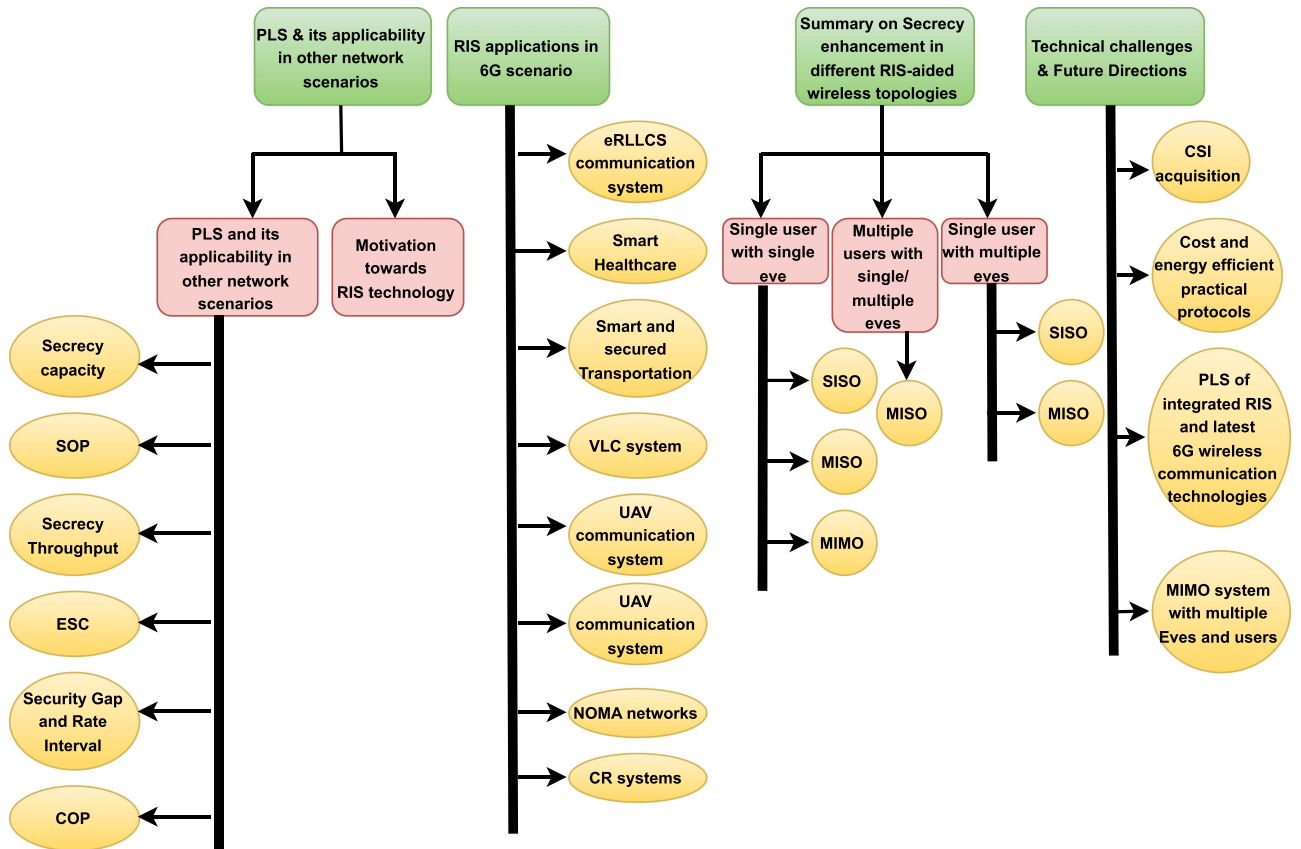 PLS & its applicability
in other network
scenarios
PLS and its
applicability in
other network
scenarios
Motivation
towards
RIS technology
Secrecy
capacity
SOP
Secrecy
Throughput
ESC
Security Gap
and Rate
Interval
COP
RIS applications in
6G scenario
eRLLCS
communication
system
Smart
Healthcare
Smart and
secured
Transportation
VLC system
UAV
communication
system
UAV
communication
system
NOMA networks
CR systems
Summary on Secrecy
enhancement in
different RIS-aided
wireless topologies
Single user
with single
eve
SISO
MISO
MIMO
Multiple
users with
single/
multiple
eves
MISO
Single user
with multiple
eves
SISO
MISO
Technical challenges
& Future Directions
CSI
acquisition
Cost and
energy efficient
practical
protocols
PLS of
integrated RIS
and latest
6G wireless
communication
technologies
MIMO system
with multiple
Eves and users